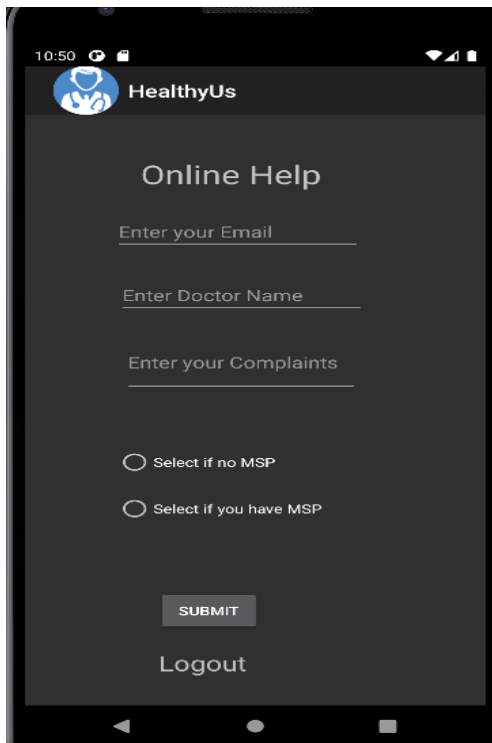 10:50
HealthyUs
Online Help
Enter your Email
Enter Doctor Name
Enter your Complaints
Select if no MSP
Select if you have MSP
SUBMIT
Logout